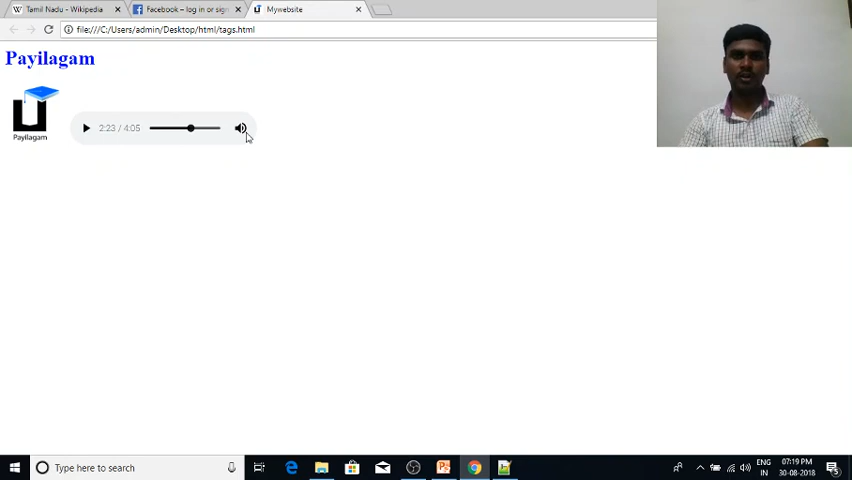 Tamil Nadu - Wikipedia
Facebook – log in or sign
Mywebsite
file:///C:/Users/admin/Desktop/html/tags.html
Payilagam
Payilagam
2:23 / 4:05
Type here to search
ENG
IN
07:19 PM
30-08-2018
5